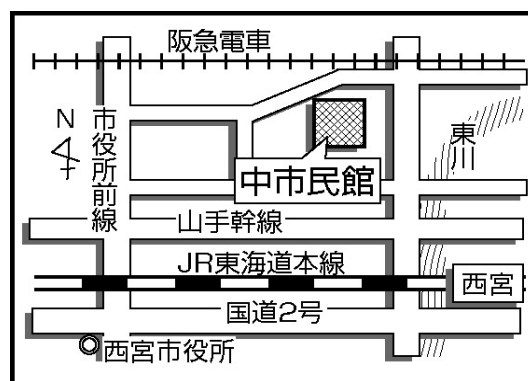 阪急電車
N
市役所前線
東川
中市民館
山手幹線
JR東海道本線
西宮
国道2号
西宮市役所